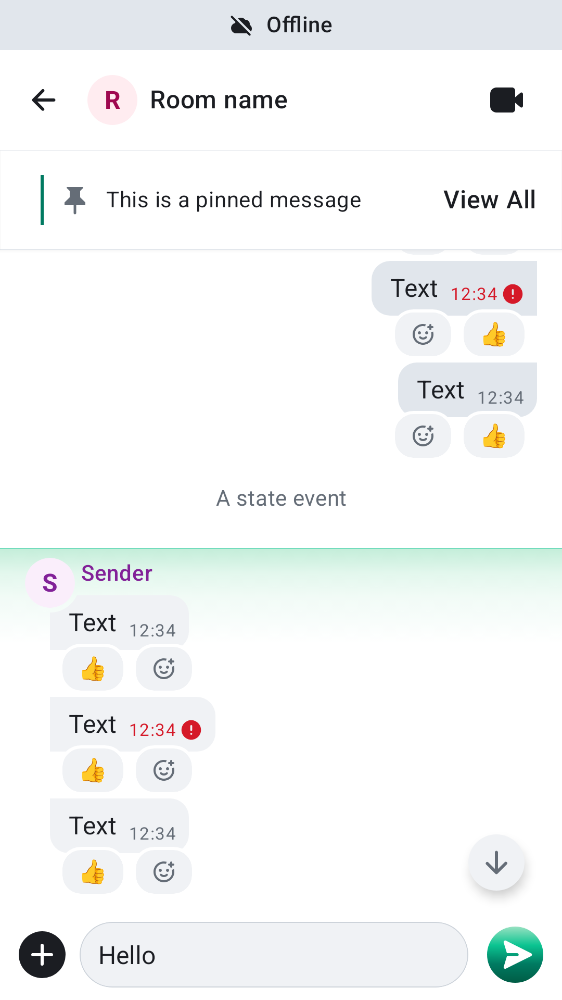 Offline
R Room name
This is a pinned message View All
Text 12:34
Text 12:34
A state event
S Sender
Text 12:34
Text 12:34
Text 12:34
Hello